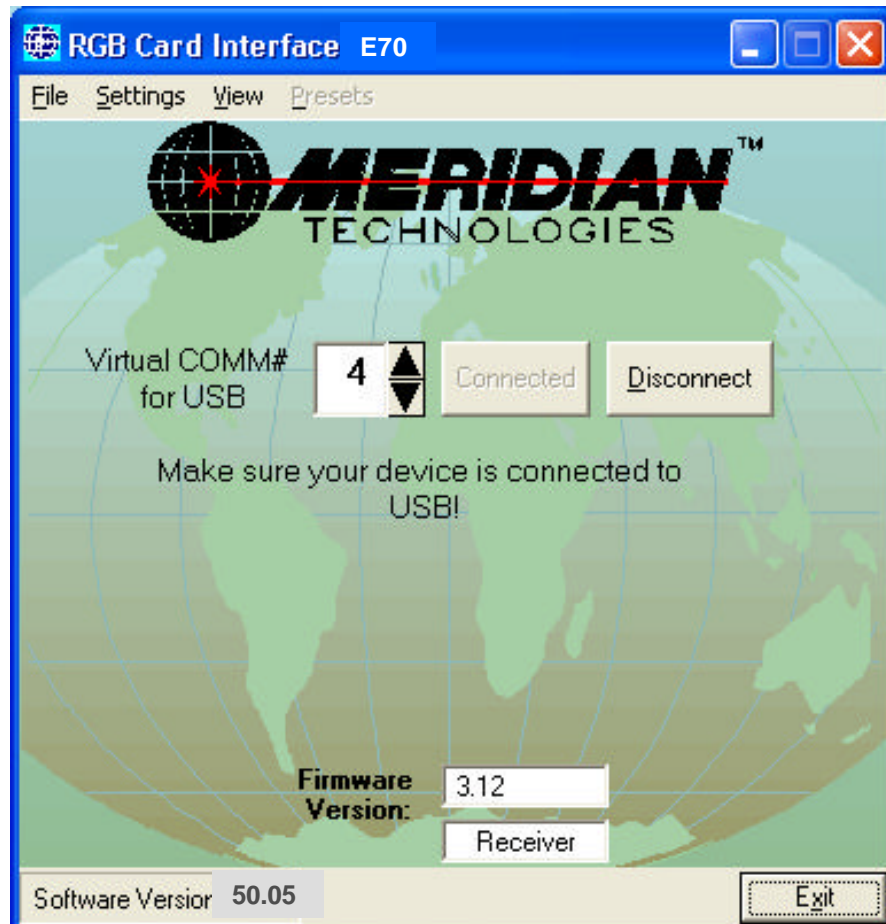 RGB Card Interface E70
File Settings View Presets
MERIDIAN™
TECHNOLOGIES
Virtual COMM#
for USB
4
Connected
Disconnect
Make sure your device is connected to
USB!
Firmware
Version:
3.12
Receiver
Software Version 50.05
Exit